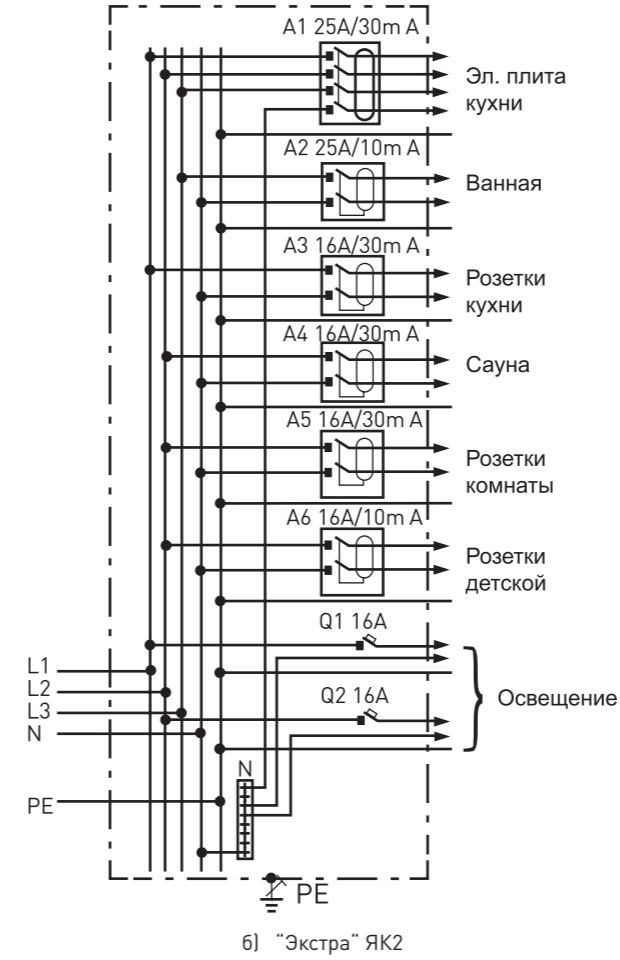 A1 25A/30m A
Эл. плита
кухни
A2 25A/10m A
Ванная
A3 16A/30m A
Розетки
кухни
A4 16A/30m A
Сауна
A5 16A/30m A
Розетки
комнаты
A6 16A/10m A
Розетки
детской
Q1 16A
L1
L2
Q2 16A
Освещение
L3
N
N
PE
PE
б) "Экстра" ЯК2